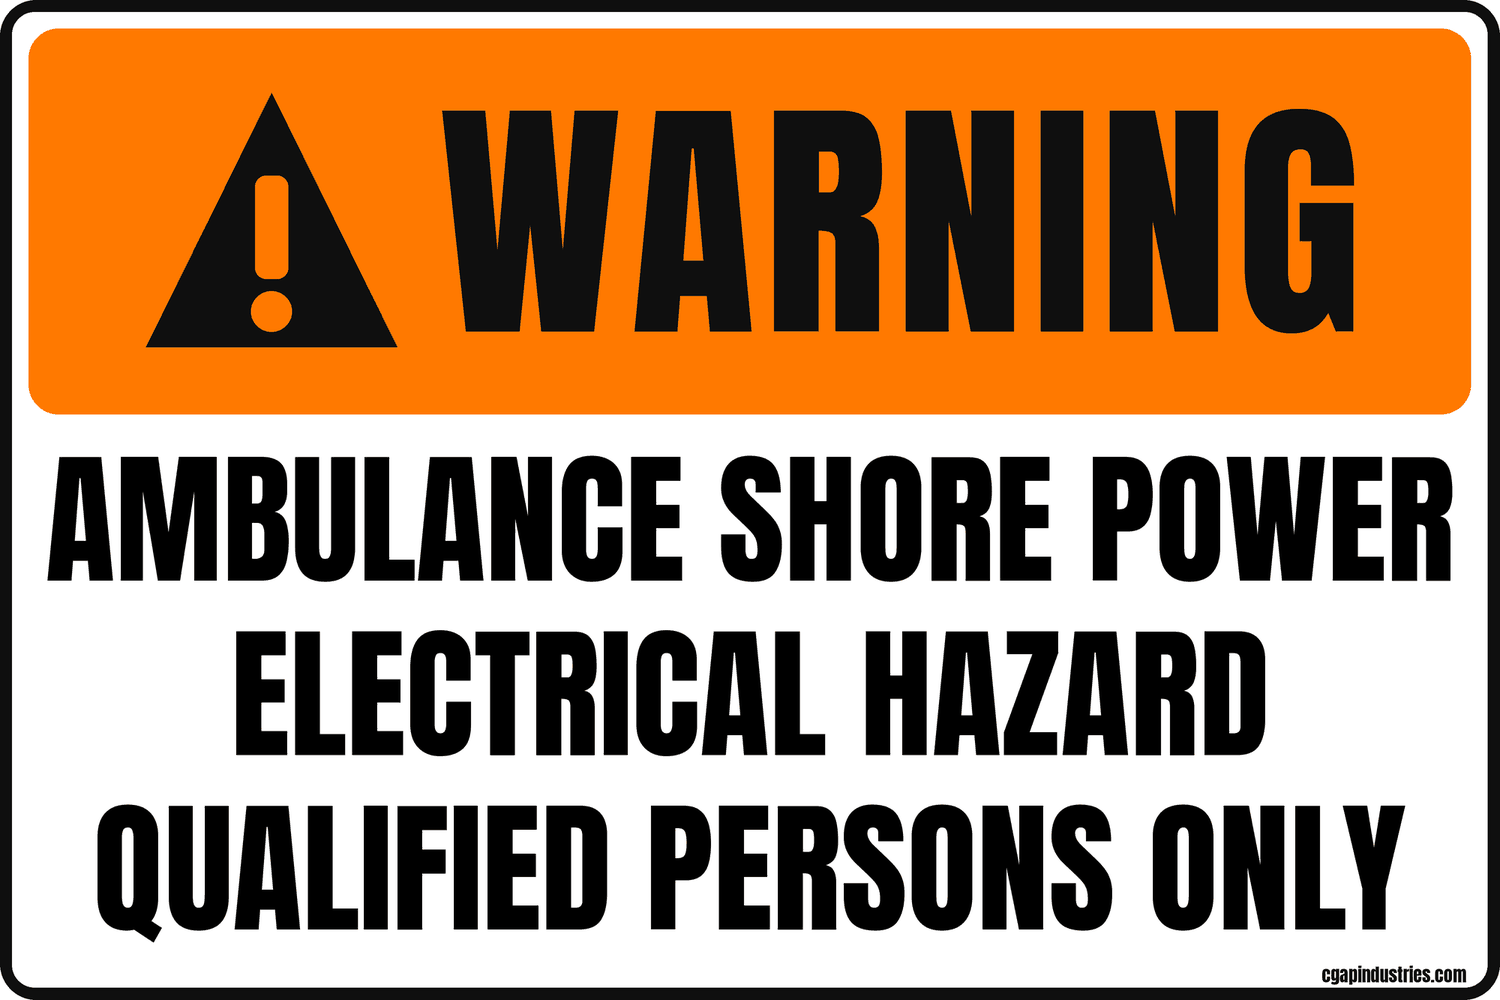 WARNING
AMBULANCE SHORE POWER
ELECTRICAL HAZARD
QUALIFIED PERSONS ONLY
cgapindustries.com